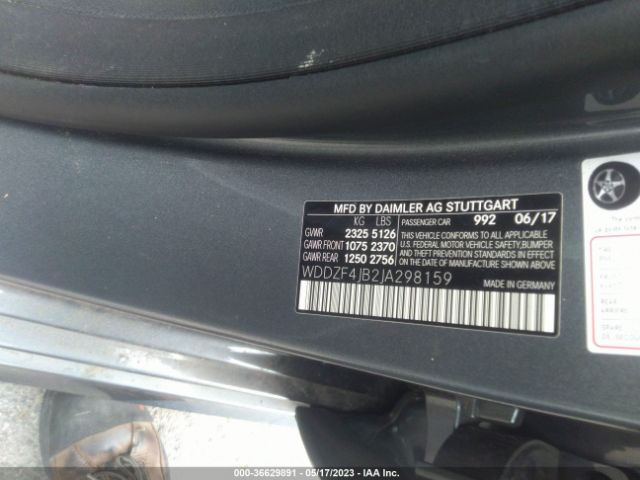 MFD BY DAIMLER AG STUTTGART
KG LBS PASSENGER CAR 992 06/17
GVWR 2325 5126
GAWR FRONT 1075 2370
GAWR REAR 1250 2756
THIS VEHICLE CONFORMS TO ALL APPLICABLE
U.S. FEDERAL MOTOR VEHICLE SAFETY, BUMPER
AND THEFT PREVENTION STANDARDS IN EFFECT
ON THE DATE OF MANUFACTURE SHOWN ABOVE.
MADE IN GERMANY
WDDZF4JB2JA298159
SPARE
000-36629891 - 05/17/2023 - IAA Inc.